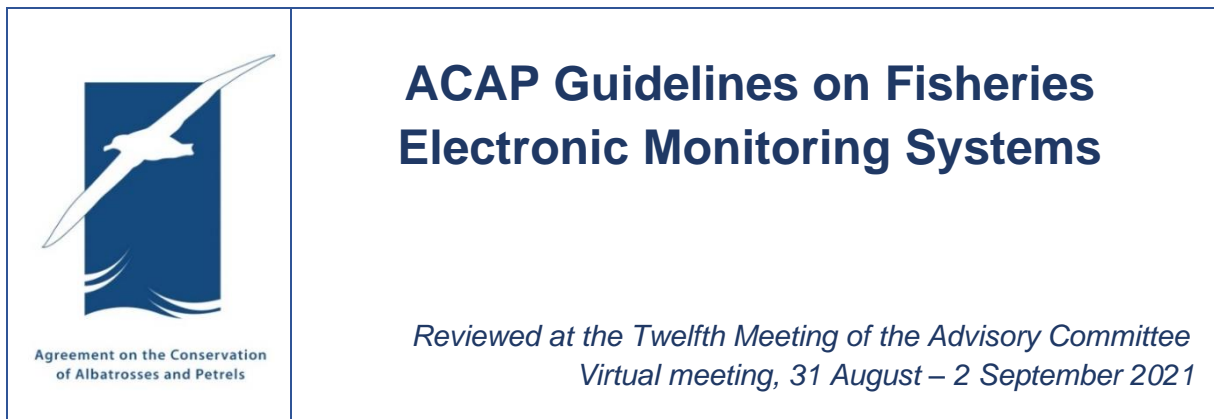 ACAP Guidelines on Fisheries
Electronic Monitoring Systems
Reviewed at the Twelfth Meeting of the Advisory Committee
Virtual meeting, 31 August – 2 September 2021
Agreement on the Conservation
of Albatrosses and Petrels